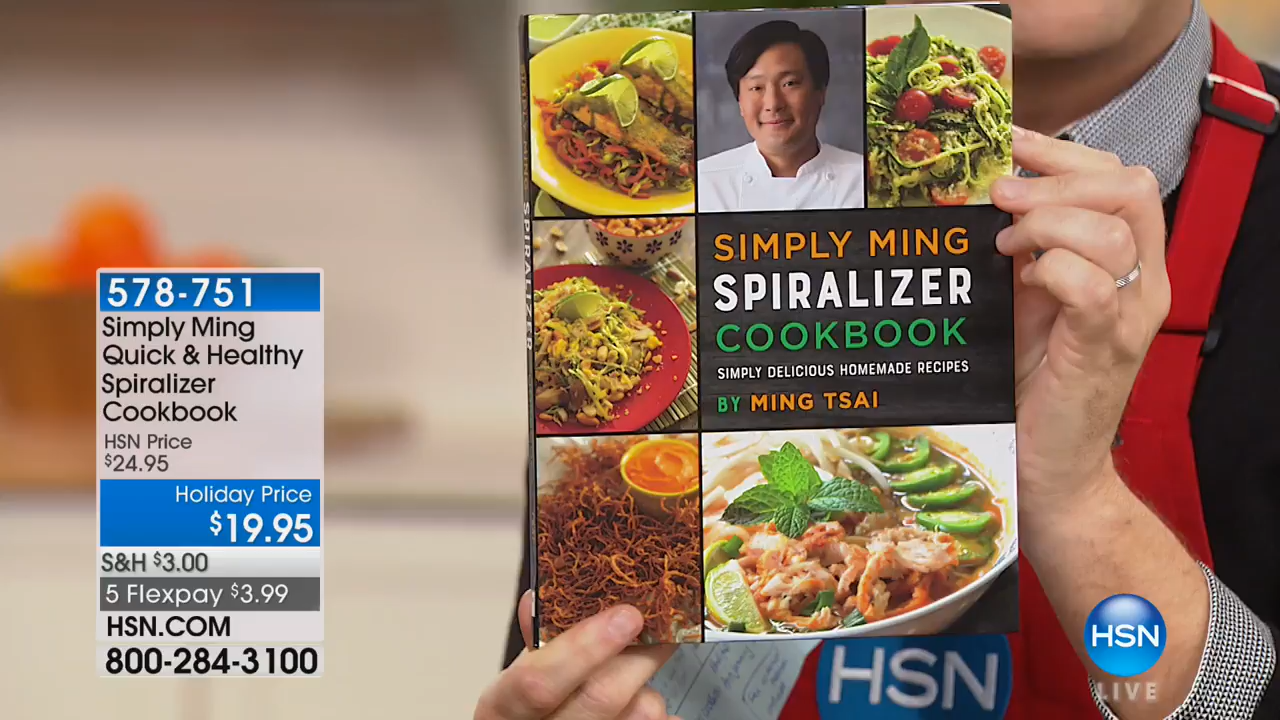 578-751
Simply Ming
Quick & Healthy
Spiralizer
Cookbook
HSN Price
$24.95
Holiday Price
$19.95
S&H $3.00
5 Flexpay $3.99
HSN.COM
800-284-3100
SIMPLY MING
SPIRALIZER
COOKBOOK
SIMPLY DELICIOUS HOMEMADE RECIPES
BY MING TSAI
SPIRALIZER
HSN
HSN
LIVE